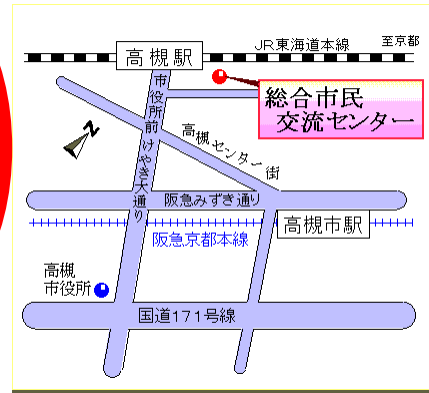 JR東海道本線
至京都
高槻駅
総合市民
交流センター
市役所前けやき大通り
高槻センター街
N
阪急みずき通り
高槻市駅
阪急京都本線
高槻
市役所
国道171号線